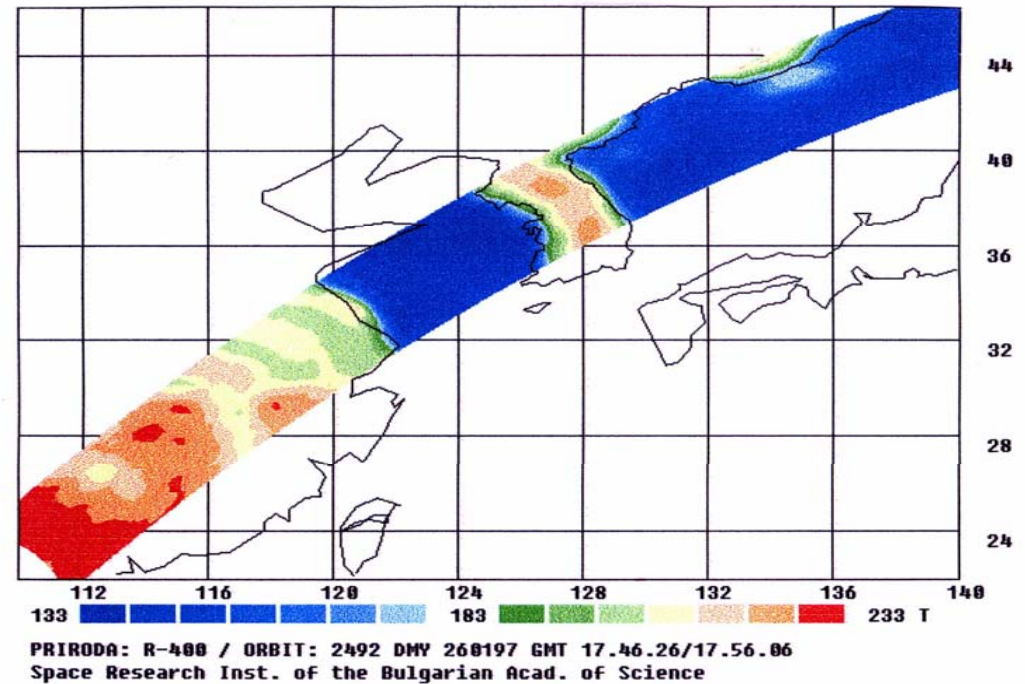 44
40
36
32
28
24
112 116 120 124 128 132 136 140
133 183 233 T
PRIRODA: R-400 / ORBIT: 2492 DMY 260197 GMT 17.46.26/17.56.06
Space Research Inst. of the Bulgarian Acad. of Science